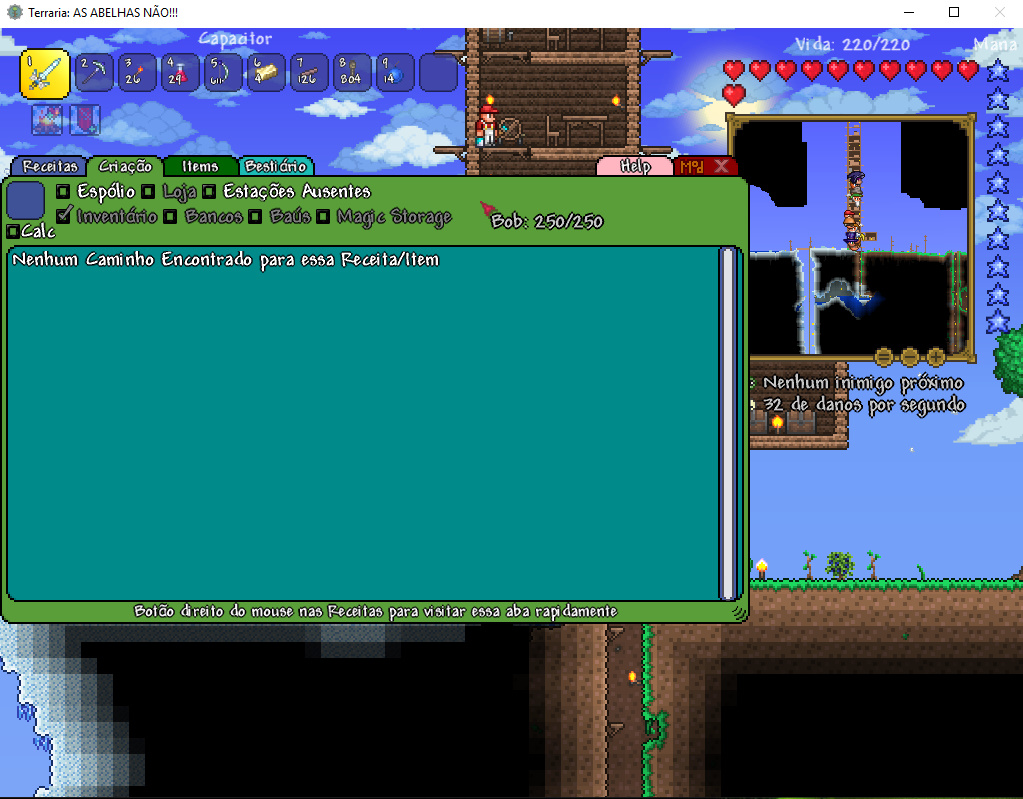 Terraria: AS ABELHAS NÃO!!!
Capacitor
Vida: 220/220
Mana
1 2 3 4 5 6 7 8 9
26 29 611 4 126 804 14
Receitas Criação Items Bestiário Help Mod X
Espólio Loja Estações Ausentes
Inventário Bancos Baús Magic Storage
Bob: 250/250
Calc
Nenhum Caminho Encontrado para essa Receita/Item
: Nenhum inimigo próximo
32 de danos por segundo
Botão direito do mouse nas Receitas para visitar essa aba rapidamente